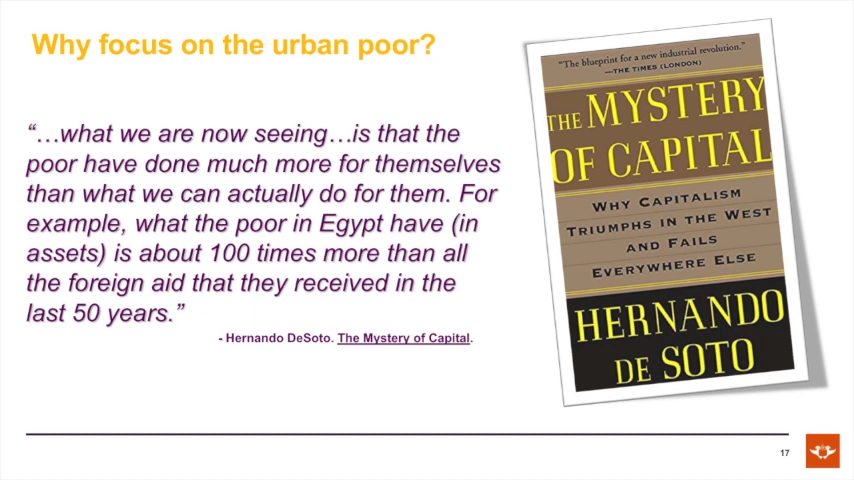 Why focus on the urban poor?
“…what we are now seeing…is that the
poor have done much more for themselves
than what we can actually do for them. For
example, what the poor in Egypt have (in
assets) is about 100 times more than all
the foreign aid that they received in the
last 50 years.”
- Hernando DeSoto. The Mystery of Capital.
“The blueprint for a new industrial revolution.”
—THE TIMES (LONDON)
THE MYSTERY
OF CAPITAL
WHY CAPITALISM
TRIUMPHS IN THE WEST
AND FAILS
EVERYWHERE ELSE
HERNANDO
DE SOTO
17